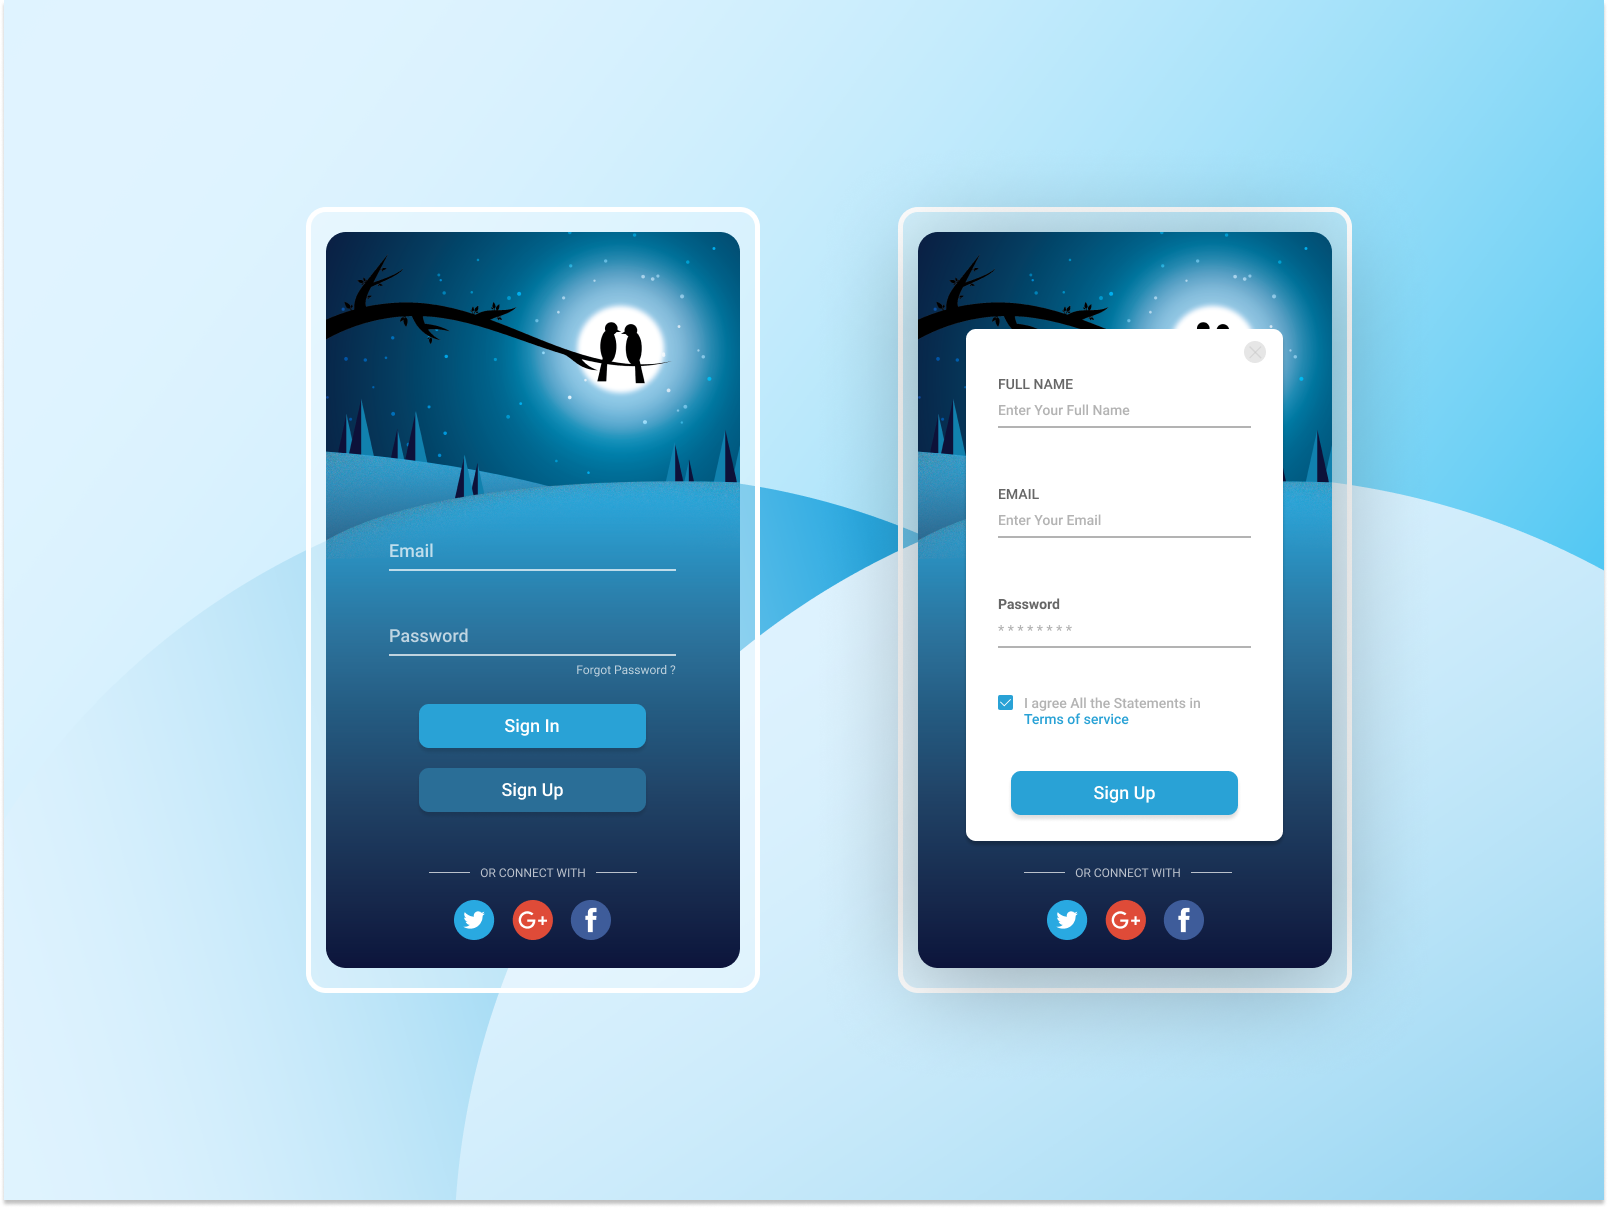 Email
Password
Forgot Password ?
Sign In
Sign Up
OR CONNECT WITH
G+
f
FULL NAME
Enter Your Full Name
EMAIL
Enter Your Email
Password
* * * * * * * *
I agree All the Statements in
Terms of service
Sign Up
OR CONNECT WITH
G+
f